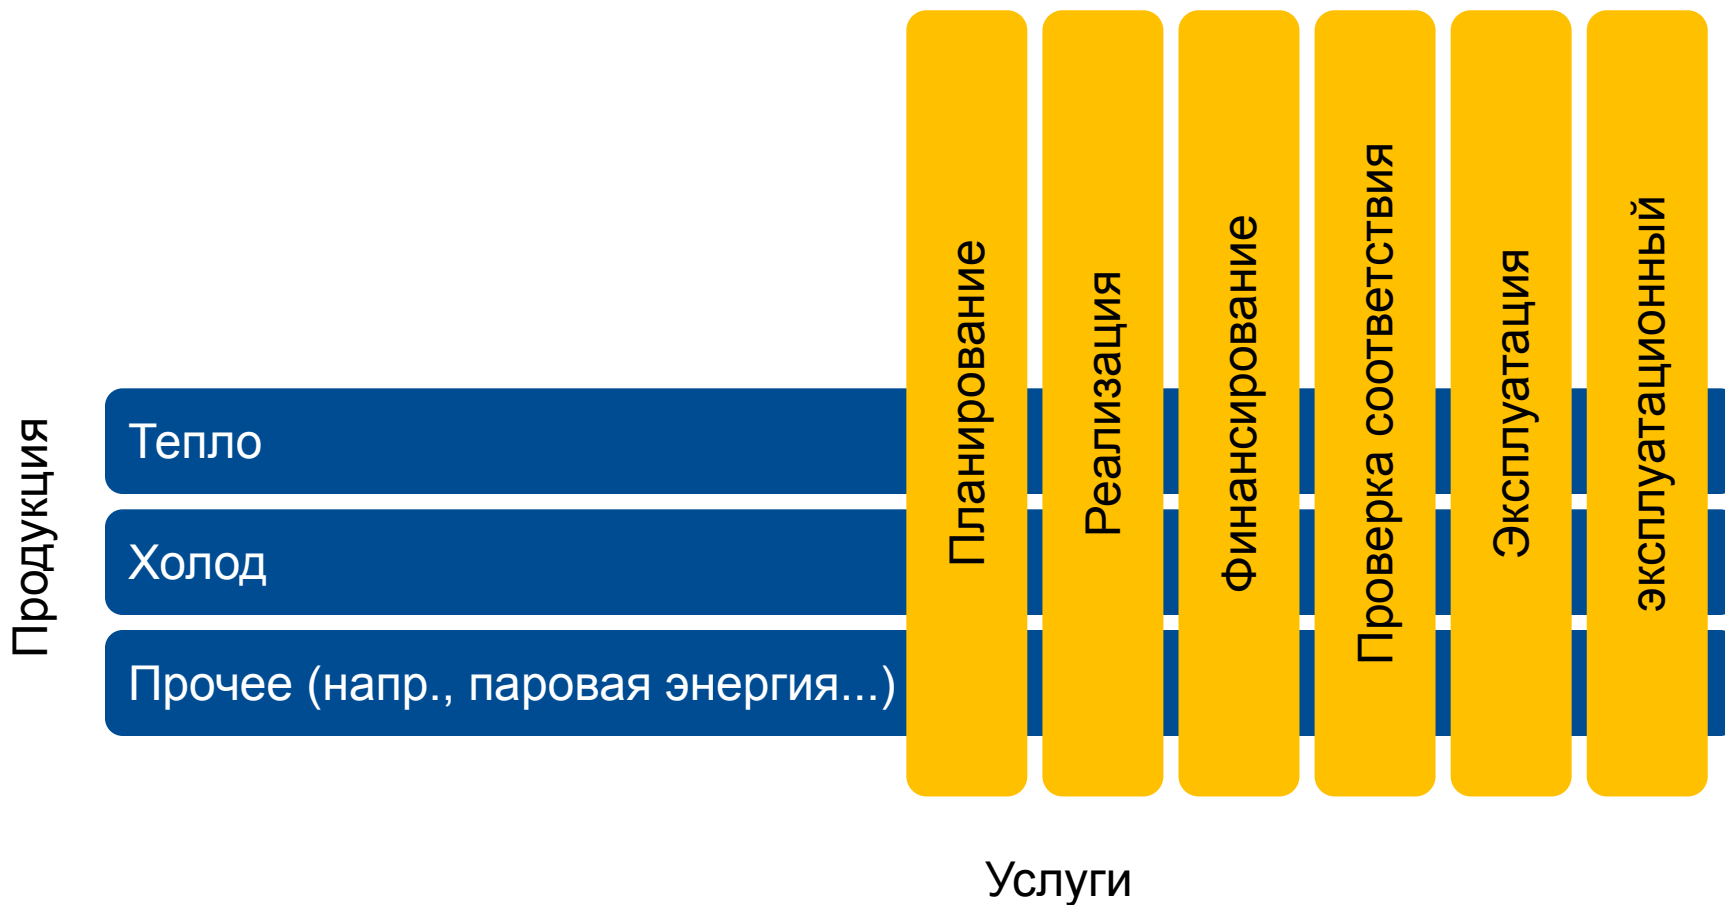 Планирование
Реализация
Финансирование
Проверка соответствия
Эксплуатация
эксплуатационный
Продукция
Тепло
Холод
Прочее (напр., паровая энергия...)
Услуги